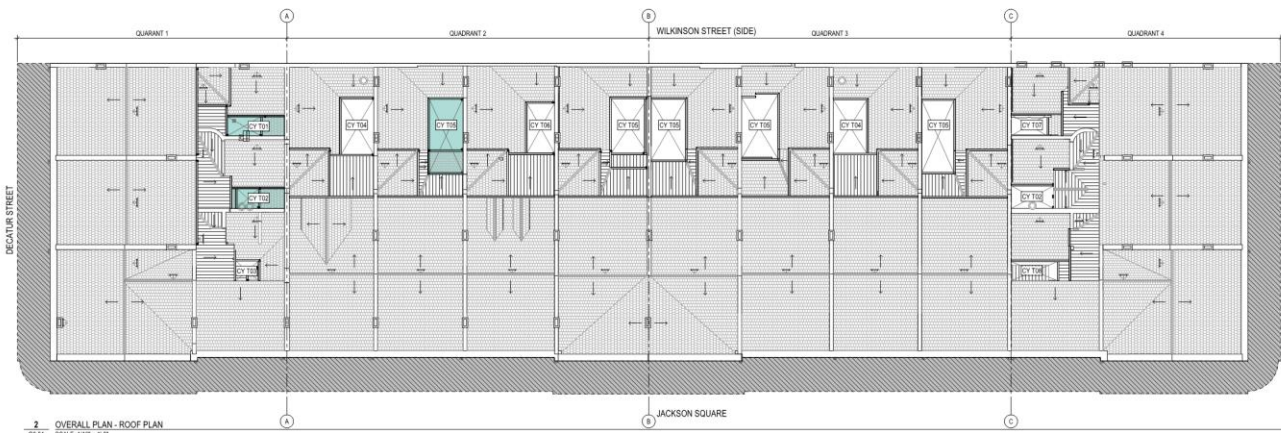 A
B
C
WILKINSON STREET (SIDE)
QUARANT 1
QUADRANT 2
QUADRANT 3
QUADRANT 4
CY T04
CY T05
CY T06
CY T05
CY T05
CY T05
CY T04
CY T05
CY T01
CY T07
CY T02
CY T02
CY T03
CY T08
DECATUR STREET
JACKSON SQUARE
A
B
C
2 OVERALL PLAN - ROOF PLAN